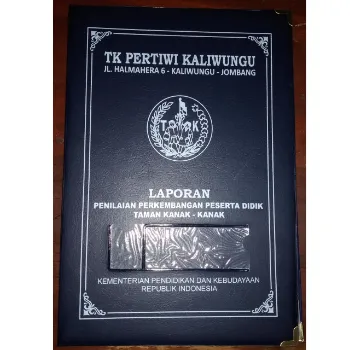 TK PERTIWI KALIWUNGU
JL. HALMAHERA 6 - KALIWUNGU - JOMBANG
T K
LAPORAN
PENILAIAN PERKEMBANGAN PESERTA DIDIK
TAMAN KANAK - KANAK
KEMENTERIAN PENDIDIKAN DAN KEBUDAYAAN
REPUBLIK INDONESIA